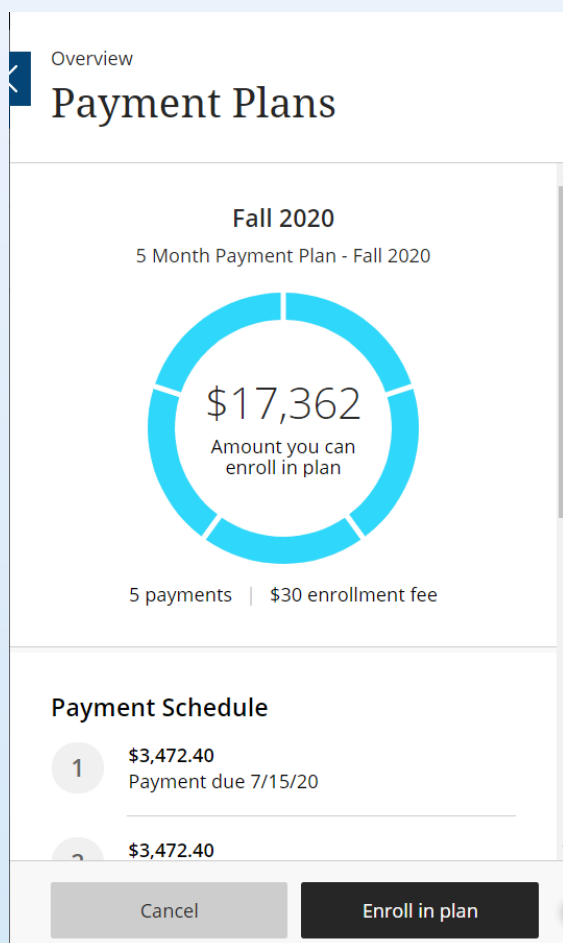 Overview
Payment Plans
Fall 2020
5 Month Payment Plan - Fall 2020
$17,362
Amount you can
enroll in plan
5 payments | $30 enrollment fee
Payment Schedule
1
$3,472.40
Payment due 7/15/20
2
$3,472.40
Cancel
Enroll in plan